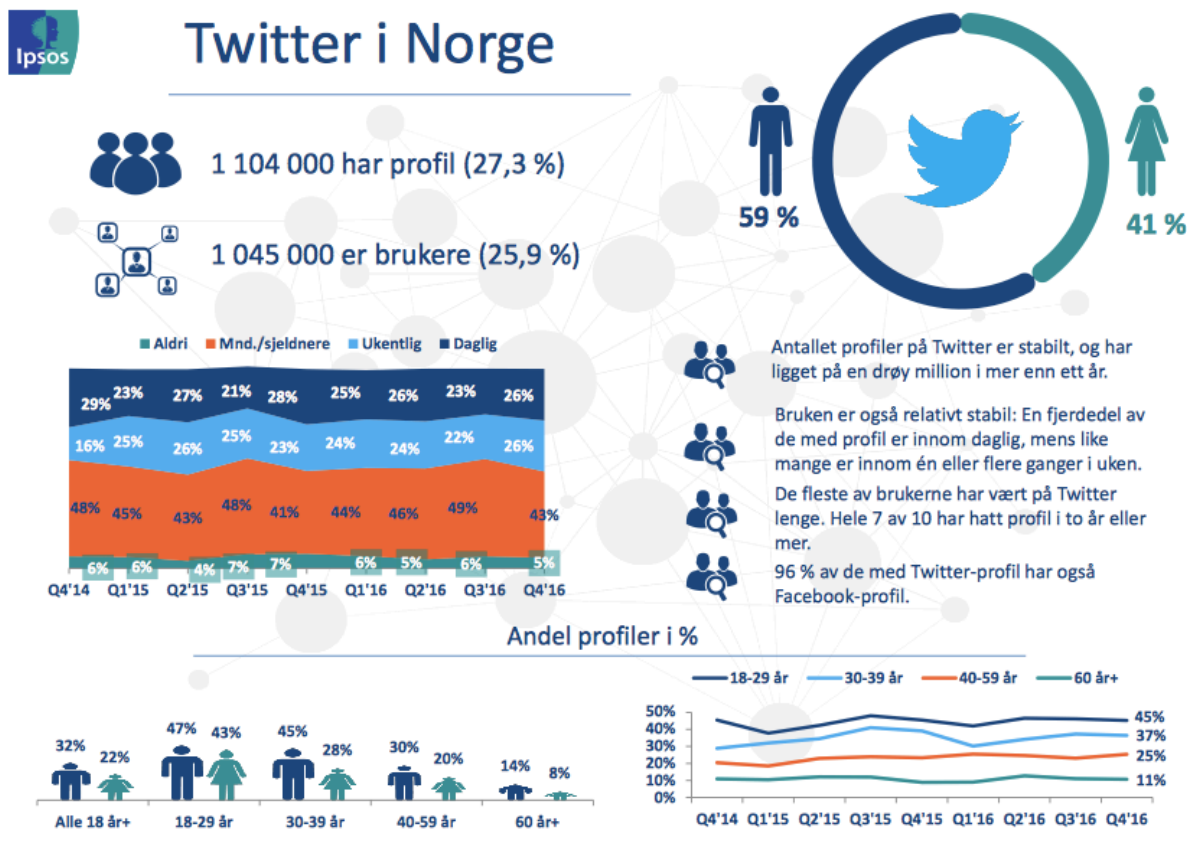 Ipsos
Twitter i Norge
1 104 000 har profil (27,3 %)
1 045 000 er brukere (25,9 %)
59 %
41 %
Aldri Mnd./sjeldnere Ukentlig Daglig
29% 23% 27% 21% 28% 25% 26% 23% 26%
16% 25% 26% 25% 23% 24% 24% 22% 26%
48% 45% 43% 48% 41% 44% 46% 49% 43%
6% 6% 4% 7% 7% 6% 5% 6% 5%
Q4'14 Q1'15 Q2'15 Q3'15 Q4'15 Q1'16 Q2'16 Q3'16 Q4'16
Antallet profiler på Twitter er stabilt, og har
ligget på en drøy million i mer enn ett år.
Bruken er også relativt stabil: En fjerdedel av
de med profil er innom daglig, mens like
mange er innom én eller flere ganger i uken.
De fleste av brukerne har vært på Twitter
lenge. Hele 7 av 10 har hatt profil i to år eller
mer.
96 % av de med Twitter-profil har også
Facebook-profil.
Andel profiler i %
32% 22% 47% 43% 45% 28% 30% 20% 14% 8%
Alle 18 år+ 18-29 år 30-39 år 40-59 år 60 år+
18-29 år 30-39 år 40-59 år 60 år+
50%
40%
30%
20%
10%
0%
45%
37%
25%
11%
Q4'14 Q1'15 Q2'15 Q3'15 Q4'15 Q1'16 Q2'16 Q3'16 Q4'16